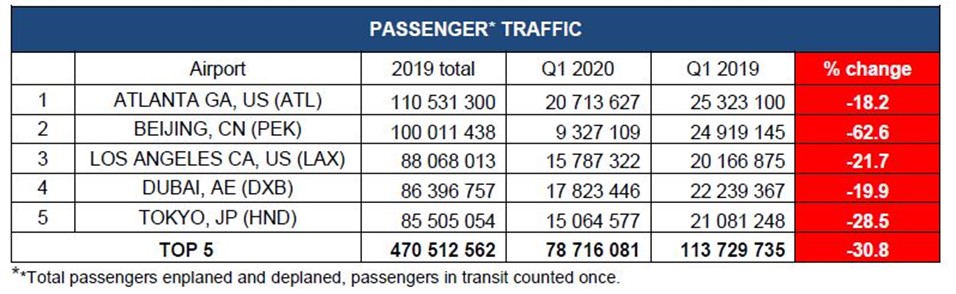 PASSENGER* TRAFFIC
Airport 2019 total Q1 2020 Q1 2019 % change
1 ATLANTA GA, US (ATL) 110 531 300 20 713 627 25 323 100 -18.2
2 BEIJING, CN (PEK) 100 011 438 9 327 109 24 919 145 -62.6
3 LOS ANGELES CA, US (LAX) 88 068 013 15 787 322 20 166 875 -21.7
4 DUBAI, AE (DXB) 86 396 757 17 823 446 22 239 367 -19.9
5 TOKYO, JP (HND) 85 505 054 15 064 577 21 081 248 -28.5
TOP 5 470 512 562 78 716 081 113 729 735 -30.8
**Total passengers enplaned and deplaned, passengers in transit counted once.